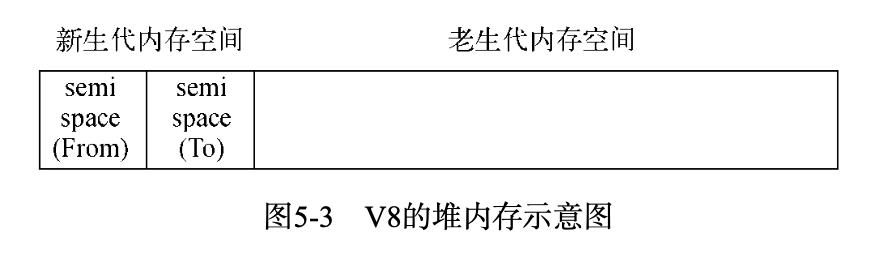 新生代内存空间
老生代内存空间
semi
space
(From)
semi
space
(To)
图5-3 V8的堆内存示意图